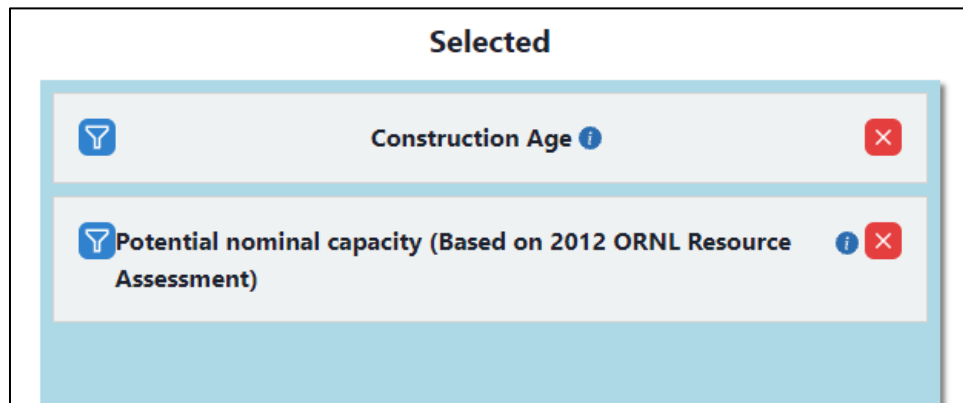 Selected
Construction Age
Potential nominal capacity (Based on 2012 ORNL Resource
Assessment)